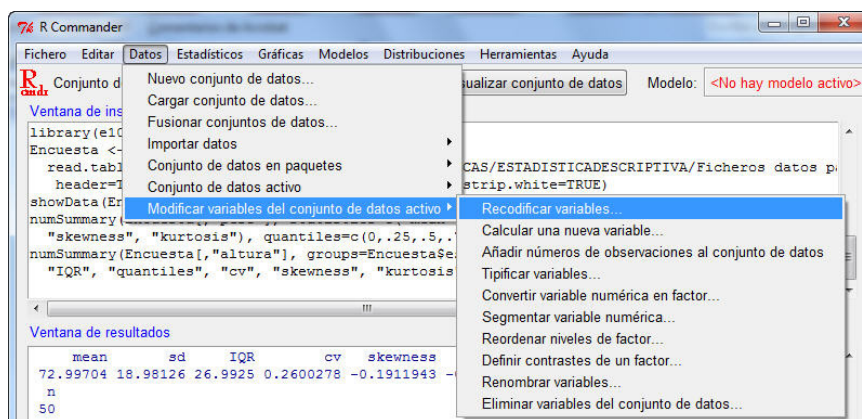 R Commander
Fichero Editar Datos Estadísticos Gráficas Modelos Distribuciones Herramientas Ayuda
R cmdr Conjunto d
Nuevo conjunto de datos...
Cargar conjunto de datos...
Fusionar conjuntos de datos...
Importar datos
Conjunto de datos en paquetes
Conjunto de datos activo
Modificar variables del conjunto de datos activo
ualizar conjunto de datos Modelo: <No hay modelo activo>
Ventana de ins
library(e10
Encuesta <-
read.tabl CAS/ESTADISTICADESCRIPTIVA/Ficheros datos pa
header=T strip.white=TRUE)
showData(En
numSummary(
"skewness", "kurtosis"), quantiles=c(0,.25,.5,.
numSummary(Encuesta[,"altura"], groups=Encuesta$e
"IQR", "quantiles", "cv", "skewness", "kurtosis
Recodificar variables...
Calcular una nueva variable...
Añadir números de observaciones al conjunto de datos
Tipificar variables...
Convertir variable numérica en factor...
Segmentar variable numérica...
Reordenar niveles de factor...
Definir contrastes de un factor...
Renombrar variables...
Eliminar variables del conjunto de datos...
Ventana de resultados
mean sd IQR cv skewness
72.99704 18.98126 26.9925 0.2600278 -0.1911943 -
n
50